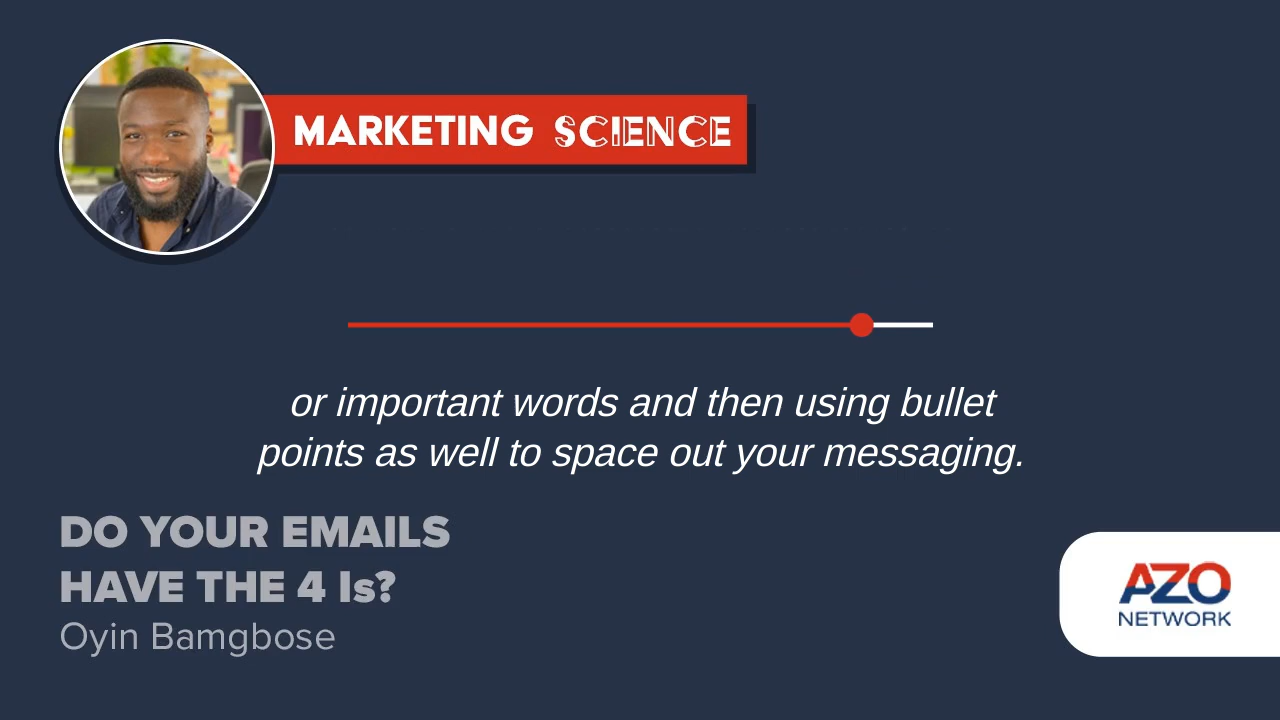 MARKETING SCIENCE
or important words and then using bullet
points as well to space out your messaging.
DO YOUR EMAILS
HAVE THE 4 Is?
Oyin Bamgbose
AZO
NETWORK